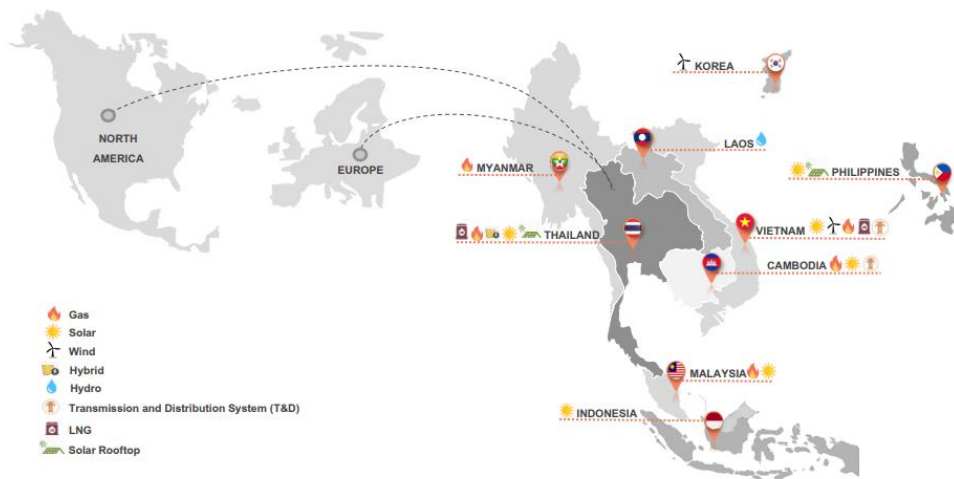 KOREA
NORTH
AMERICA
EUROPE
LAOS
MYANMAR
PHILIPPINES
THAILAND
VIETNAM
CAMBODIA
Gas
Solar
Wind
Hybrid
Hydro
MALAYSIA
Transmission and Distribution System (T&D)
INDONESIA
LNG
Solar Rooftop